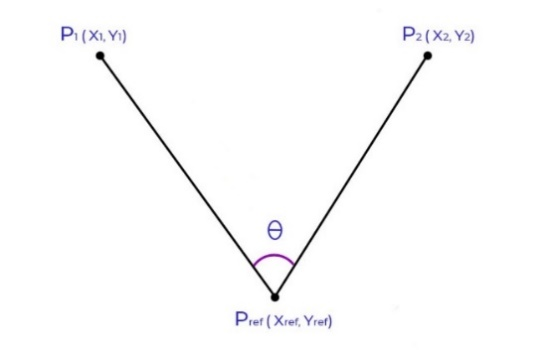 P1 (X1, Y1)
P2 (X2, Y2)
θ
Pref (Xref, Yref)